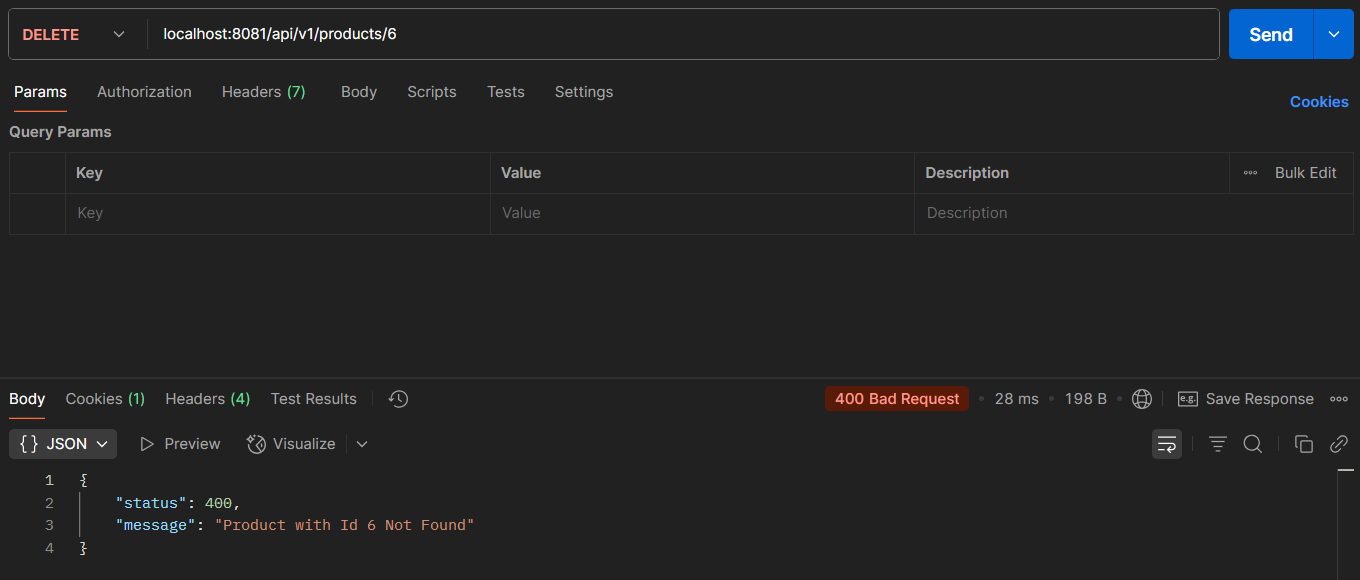 DELETE localhost:8081/api/v1/products/6 Send
Params Authorization Headers (7) Body Scripts Tests Settings Cookies
Query Params
Key Value Description Bulk Edit
Key Value Description
Body Cookies (1) Headers (4) Test Results 400 Bad Request 28 ms 198 B e.g. Save Response
{} JSON Preview Visualize
1 {
2 "status": 400,
3 "message": "Product with Id 6 Not Found"
4 }